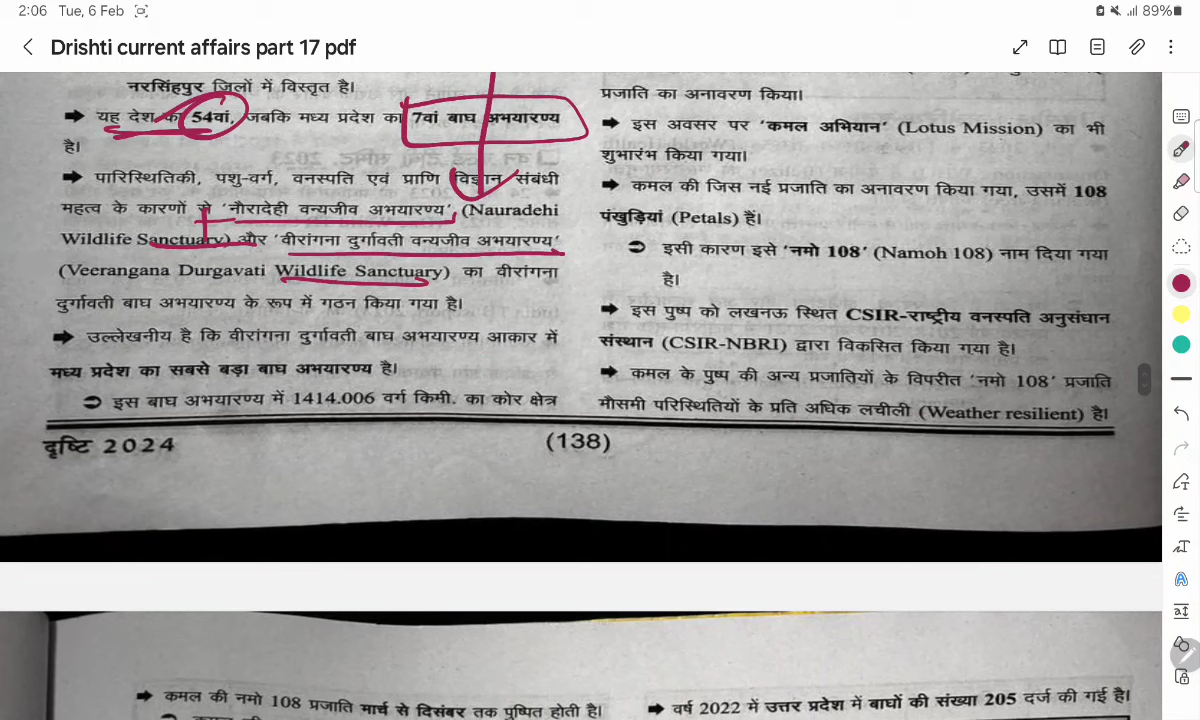 2:06 Tue, 6 Feb
89%
Drishti current affairs part 17 pdf
नरसिंहपुर जिलों में विस्तृत है।
➡ यह देश का 54वां, जबकि मध्य प्रदेश का 7वां बाघ अभयारण्य
है।
➡ पारिस्थितिकी, पशु-वर्ग, वनस्पति एवं प्राणि विज्ञान संबंधी
महत्व के कारणों से 'नौरादेही वन्यजीव अभयारण्य' (Nauradehi
Wildlife Sanctuary) और 'वीरांगना दुर्गावती वन्यजीव अभयारण्य'
(Veerangana Durgavati Wildlife Sanctuary) का वीरांगना
दुर्गावती बाघ अभयारण्य के रूप में गठन किया गया है।
➡ उल्लेखनीय है कि वीरांगना दुर्गावती बाघ अभयारण्य आकार में
मध्य प्रदेश का सबसे बड़ा बाघ अभयारण्य है।
⮊ इस बाघ अभयारण्य में 1414.006 वर्ग किमी. का कोर क्षेत्र
दृष्टि 2024
(138)
प्रजाति का अनावरण किया।
➡ इस अवसर पर 'कमल अभियान' (Lotus Mission) का भी
शुभारंभ किया गया।
➡ कमल की जिस नई प्रजाति का अनावरण किया गया, उसमें 108
पंखुड़ियां (Petals) हैं।
⮊ इसी कारण इसे 'नमो 108' (Namoh 108) नाम दिया गया
है।
➡ इस पुष्प को लखनऊ स्थित CSIR-राष्ट्रीय वनस्पति अनुसंधान
संस्थान (CSIR-NBRI) द्वारा विकसित किया गया है।
➡ कमल के पुष्प की अन्य प्रजातियों के विपरीत 'नमो 108' प्रजाति
मौसमी परिस्थितियों के प्रति अधिक लचीली (Weather resilient) है।
➡ कमल की नमो 108 प्रजाति मार्च से दिसंबर तक पुष्पित होती है।
➡ वर्ष 2022 में उत्तर प्रदेश में बाघों की संख्या 205 दर्ज की गई है।